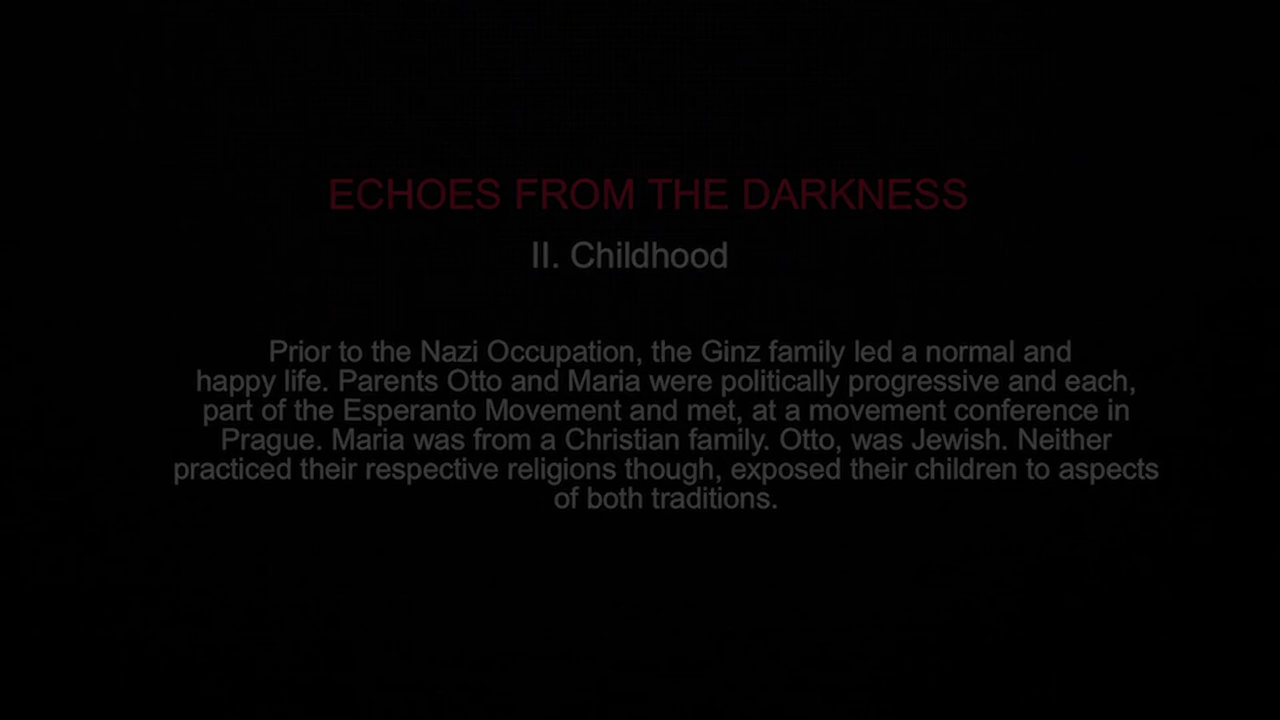 ECHOES FROM THE DARKNESS
II. Childhood
Prior to the Nazi Occupation, the Ginz family led a normal and
happy life. Parents Otto and Maria were politically progressive and each,
part of the Esperanto Movement and met, at a movement conference in
Prague. Maria was from a Christian family. Otto, was Jewish. Neither
practiced their respective religions though, exposed their children to aspects
of both traditions.